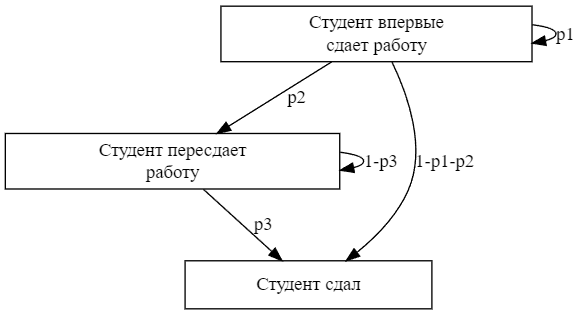 Студент впервые
сдает работу
p1
p2
Студент пересдает
работу
1-p3
1-p1-p2
p3
Студент сдал